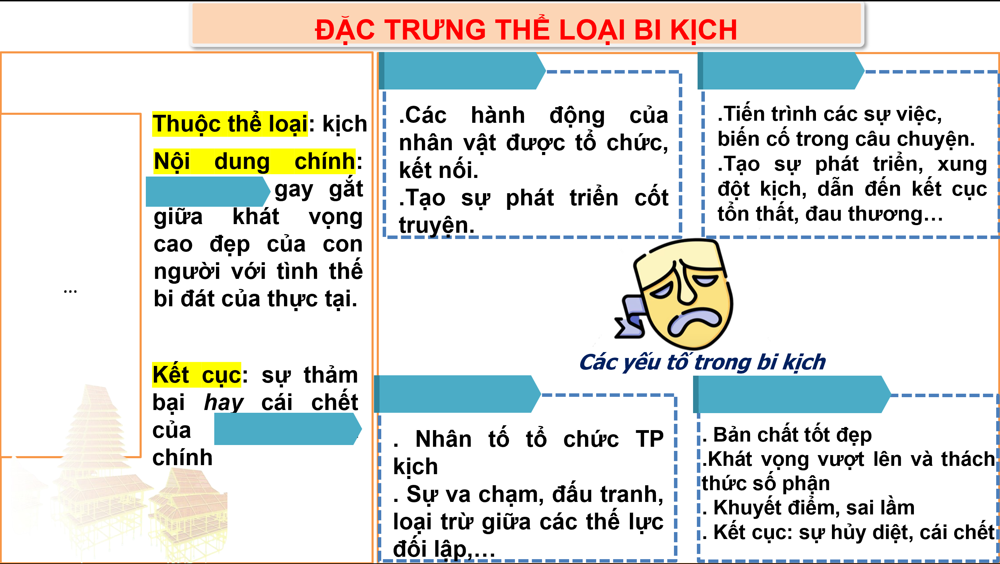 ĐẶC TRƯNG THỂ LOẠI BI KỊCH
...
Thuộc thể loại: kịch
Nội dung chính:
gay gắt
giữa khát vọng
cao đẹp của con
người với tình thế
bi đát của thực tại.
Kết cục: sự thảm
bại hay cái chết
của
chính
.Các hành động của
nhân vật được tổ chức,
kết nối.
.Tạo sự phát triển cốt
truyện.
.Tiến trình các sự việc,
biến cố trong câu chuyện.
.Tạo sự phát triển, xung
đột kịch, dẫn đến kết cục
tổn thất, đau thương...
Các yếu tố trong bi kịch
. Nhân tố tổ chức TP
kịch
. Sự va chạm, đấu tranh,
loại trừ giữa các thế lực
đối lập,...
. Bản chất tốt đẹp
.Khát vọng vượt lên và thách
thức số phận
. Khuyết điểm, sai lầm
. Kết cục: sự hủy diệt, cái chết